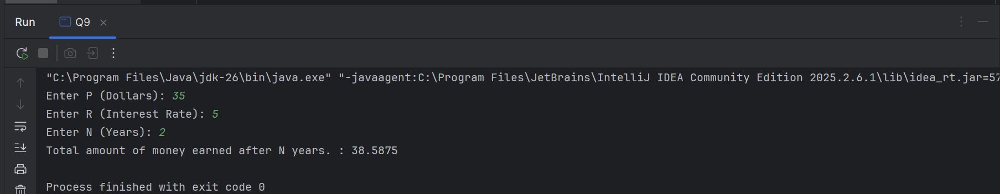 Run Q9
"C:\Program Files\Java\jdk-26\bin\java.exe" "-javaagent:C:\Program Files\JetBrains\IntelliJ IDEA Community Edition 2025.2.6.1\lib\idea_rt.jar=57
Enter P (Dollars): 35
Enter R (Interest Rate): 5
Enter N (Years): 2
Total amount of money earned after N years. : 38.5875
Process finished with exit code 0